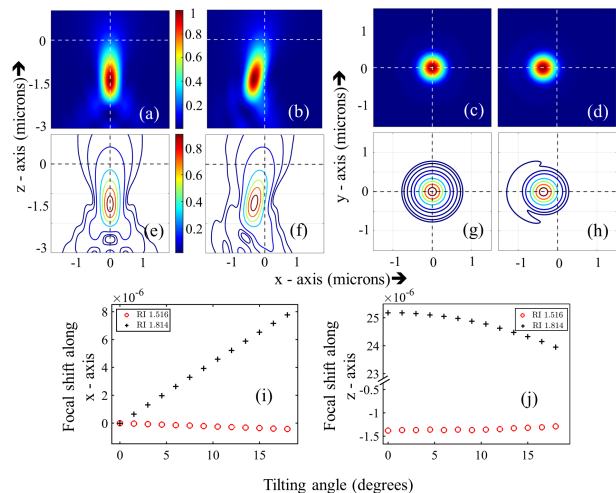 0
-1.5
-3
(a)
1
0.8
0.6
0.4
0.2
(b)
1
0
-1
(c)
(d)
z - axis (microns)➔
y - axis (microns)➔
0
-1.5
-3
(e)
0.8
0.6
0.4
0.2
(f)
1
0
-1
(g)
(h)
-1 0 1 -1 0 1
-1 0 1 -1 0 1
x - axis (microns)➔
×10⁻⁶
8
6
4
2
0
RI 1.516
RI 1.814
(i)
Focal shift along
x - axis
0 5 10 15
×10⁻⁶
25
24
23
-0.5
-1
-1.5
RI 1.516
RI 1.814
(j)
Focal shift along
z - axis
0 5 10 15
Tilting angle (degrees)